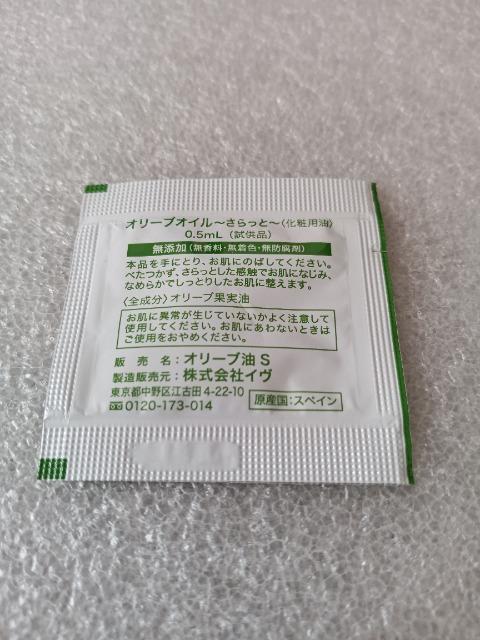 オリーブオイル~さらっと~〈化粧用油〉
0.5mL(試供品)
無添加(無香料・無着色・無防腐剤)
本品を手にとり、お肌にのばしてください。
べたつかず、さらっとした感触でお肌になじみ、
なめらかでしっとりしたお肌に整えます。
〈全成分〉オリーブ果実油
お肌に異常が生じていないかよく注意して
使用してください。お肌にあわないときは
ご使用をおやめください。
販売名:オリーブ油S
製造販売元:株式会社イヴ
東京都中野区江古田4-22-10
0120-173-014
原産国:スペイン